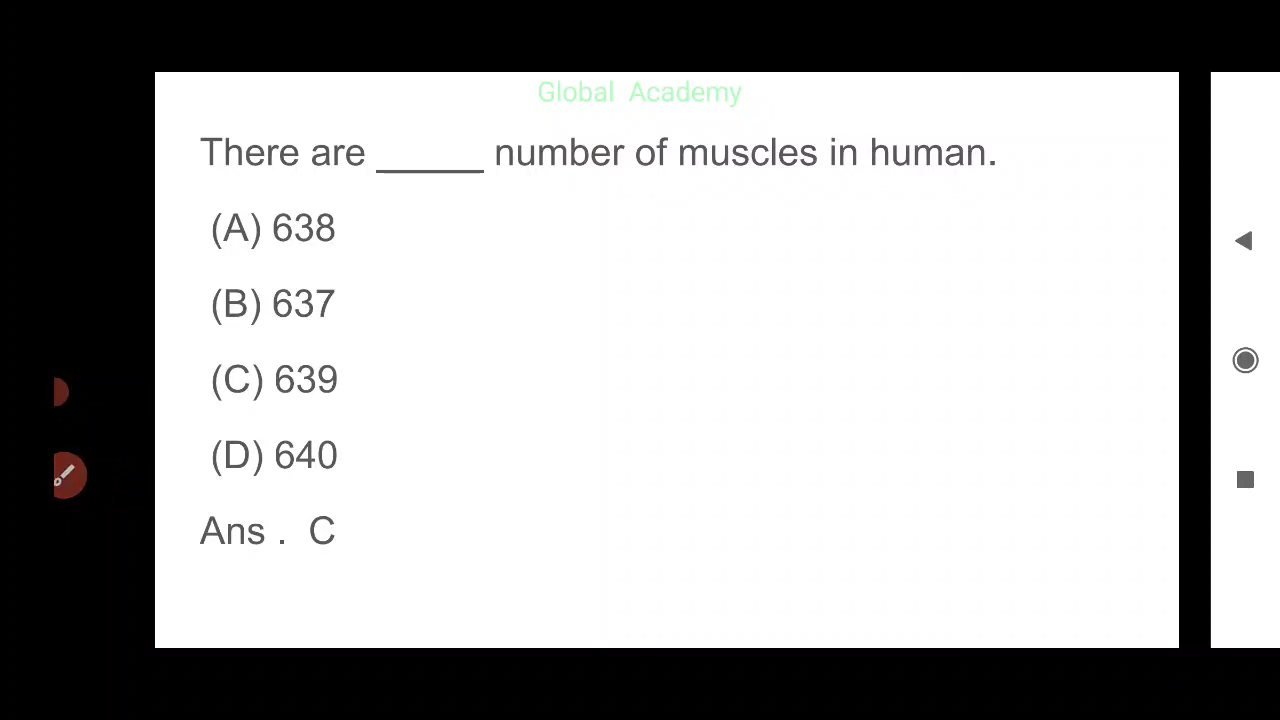 Global Academy
There are _____ number of muscles in human.
(A) 638
(B) 637
(C) 639
(D) 640
Ans . C